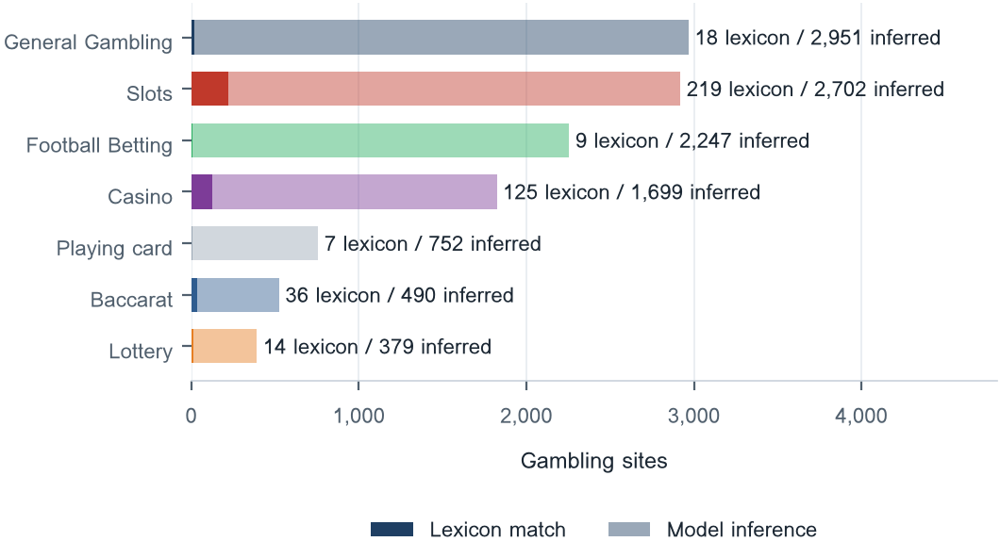 General Gambling 18 lexicon / 2,951 inferred
Slots 219 lexicon / 2,702 inferred
Football Betting 9 lexicon / 2,247 inferred
Casino 125 lexicon / 1,699 inferred
Playing card 7 lexicon / 752 inferred
Baccarat 36 lexicon / 490 inferred
Lottery 14 lexicon / 379 inferred
0 1,000 2,000 3,000 4,000
Gambling sites
Lexicon match Model inference